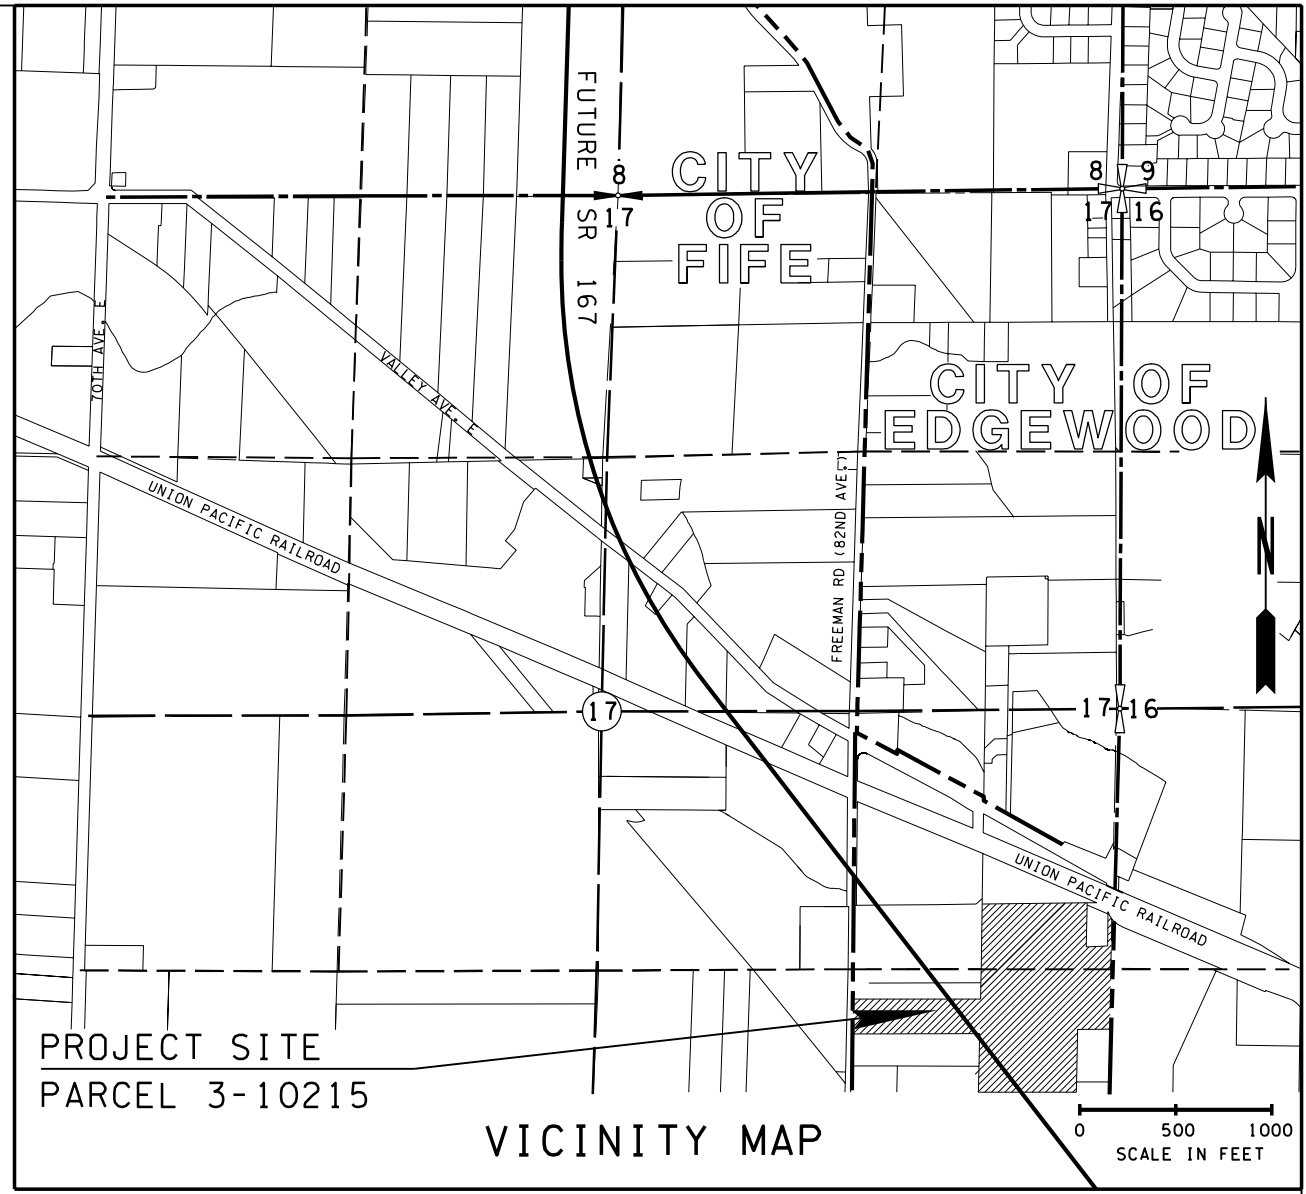 FUTURE SR 167
8
17
CITY
OF
FIFE
8 9
17 16
70TH AVE. E
VALLEY AVE. E
CITY OF
EDGEWOOD
N
UNION PACIFIC RAILROAD
FREEMAN RD (82ND AVE.)
17
17 16
UNION PACIFIC RAILROAD
PROJECT SITE
PARCEL 3-10215
VICINITY MAP
0 500 1000
SCALE IN FEET